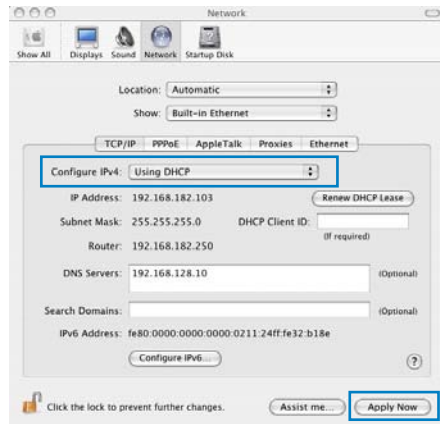 Network
Show All Displays Sound Network Startup Disk
Location: Automatic
Show: Built-in Ethernet
TCP/IP PPPoE AppleTalk Proxies Ethernet
Configure IPv4: Using DHCP
IP Address: 192.168.182.103 Renew DHCP Lease
Subnet Mask: 255.255.255.0 DHCP Client ID:
(If required)
Router: 192.168.182.250
DNS Servers: 192.168.128.10 (Optional)
Search Domains: (Optional)
IPv6 Address: fe80:0000:0000:0000:0211:24ff:fe32:b18e
Configure IPv6... ?
Click the lock to prevent further changes. Assist me... Apply Now